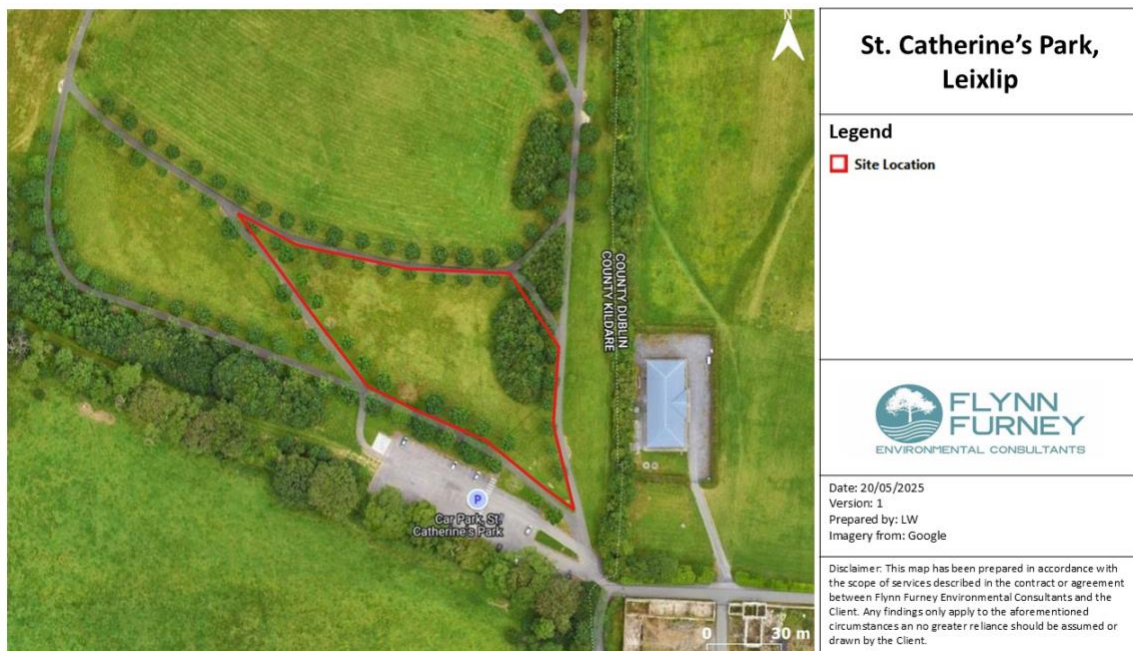 N
COUNTY DUBLIN
COUNTY KILDARE
P
Car Park, St.
Catherine's Park
0 30 m
St. Catherine’s Park,
Leixlip
Legend
Site Location
FLYNN
FURNEY
ENVIRONMENTAL CONSULTANTS
Date: 20/05/2025
Version: 1
Prepared by: LW
Imagery from: Google
Disclaimer: This map has been prepared in accordance with
the scope of services described in the contract or agreement
between Flynn Furney Environmental Consultants and the
Client. Any findings only apply to the aforementioned
circumstances an no greater reliance should be assumed or
drawn by the Client.